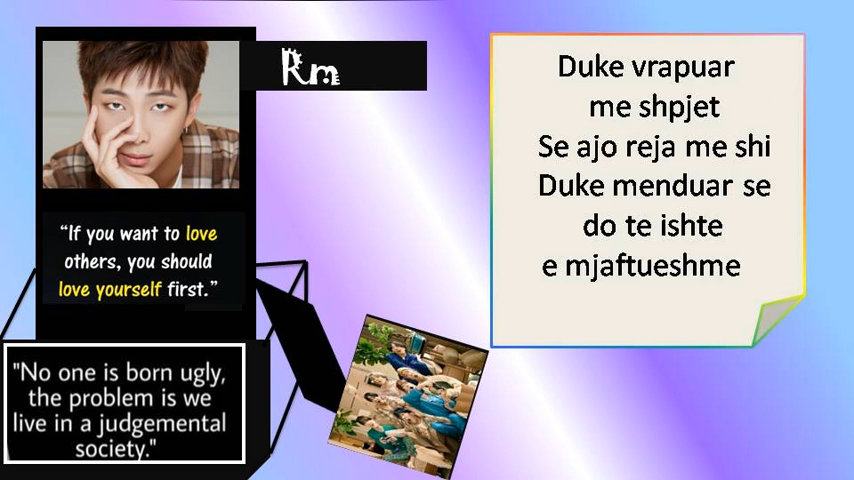 Rm
“If you want to love
others, you should
love yourself first.”
"No one is born ugly,
the problem is we
live in a judgemental
society."
Duke vrapuar
me shpjet
Se ajo reja me shi
Duke menduar se
do te ishte
e mjaftueshme